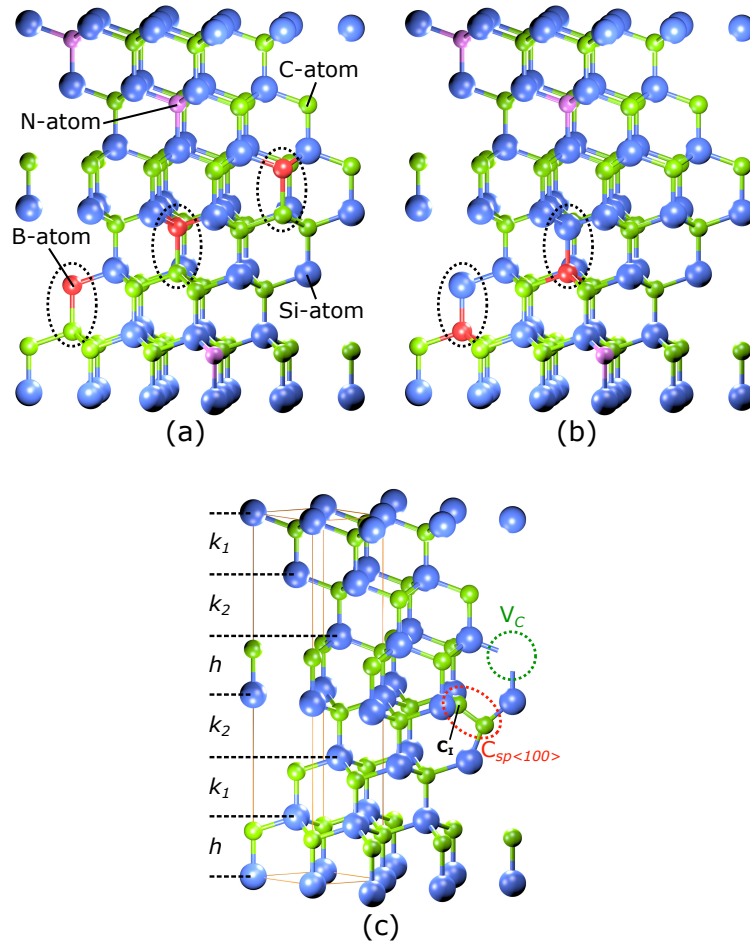 C-atom
N-atom
B-atom
Si-atom
(a)
(b)
k1
k2
h
k2
k1
h
VC
CI
Csp<100>
(c)